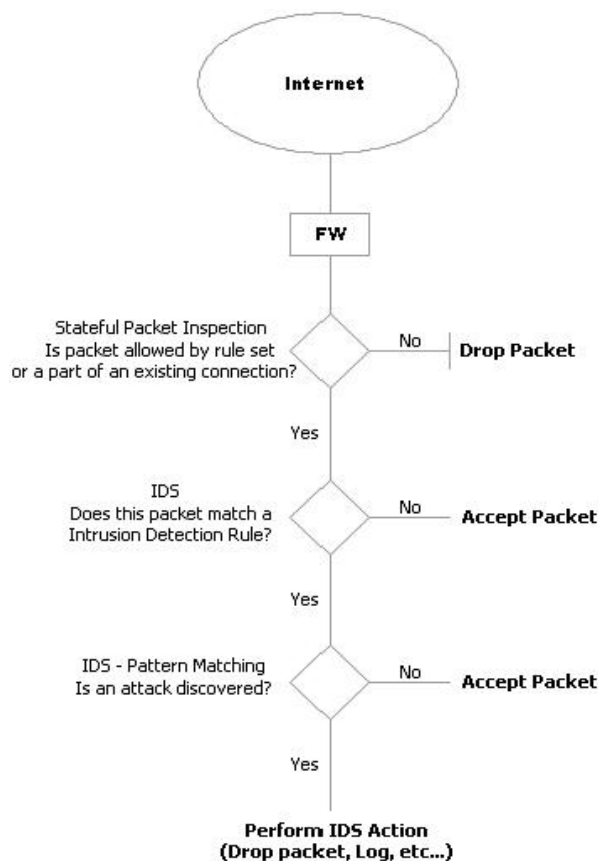 Internet
FW
Stateful Packet Inspection
Is packet allowed by rule set
or a part of an existing connection?
No
Drop Packet
Yes
IDS
Does this packet match a
Intrusion Detection Rule?
No
Accept Packet
Yes
IDS - Pattern Matching
Is an attack discovered?
No
Accept Packet
Yes
Perform IDS Action
(Drop packet, Log, etc...)